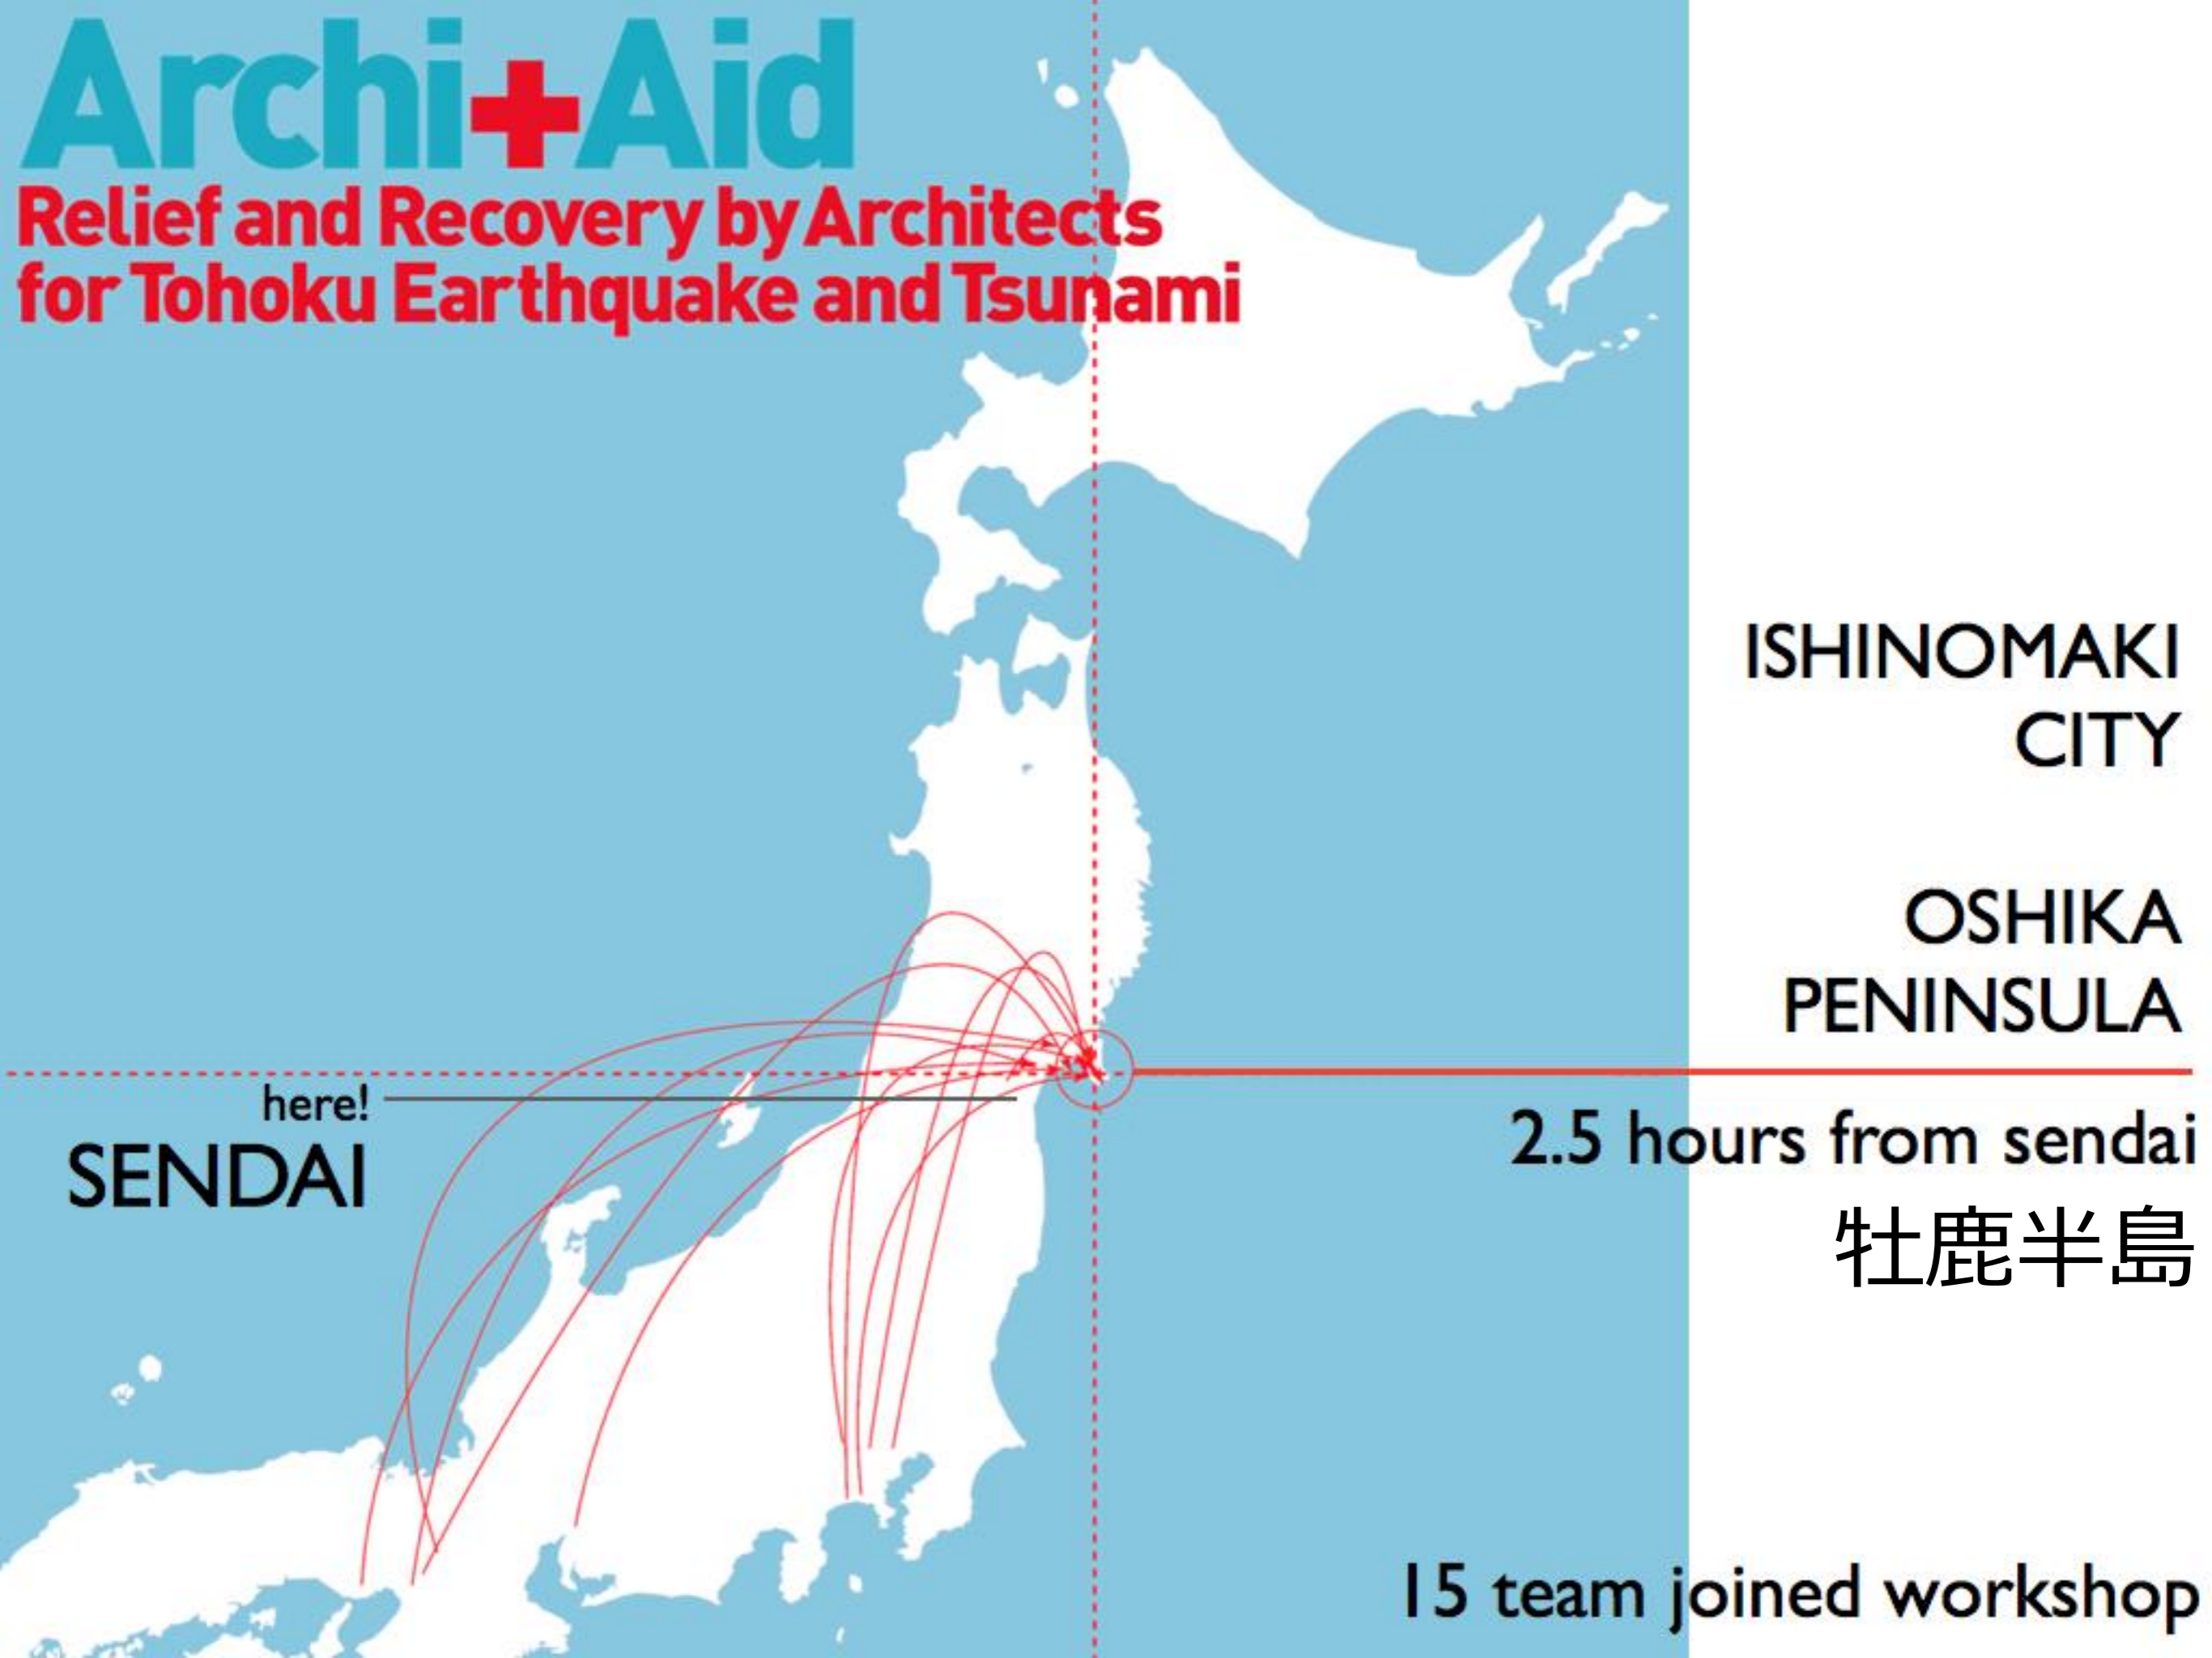 Archi+Aid
Relief and Recovery by Architects
for Tohoku Earthquake and Tsunami
ISHINOMAKI
CITY
OSHIKA
PENINSULA
here!
SENDAI
2.5 hours from sendai
牡鹿半島
15 team joined workshop